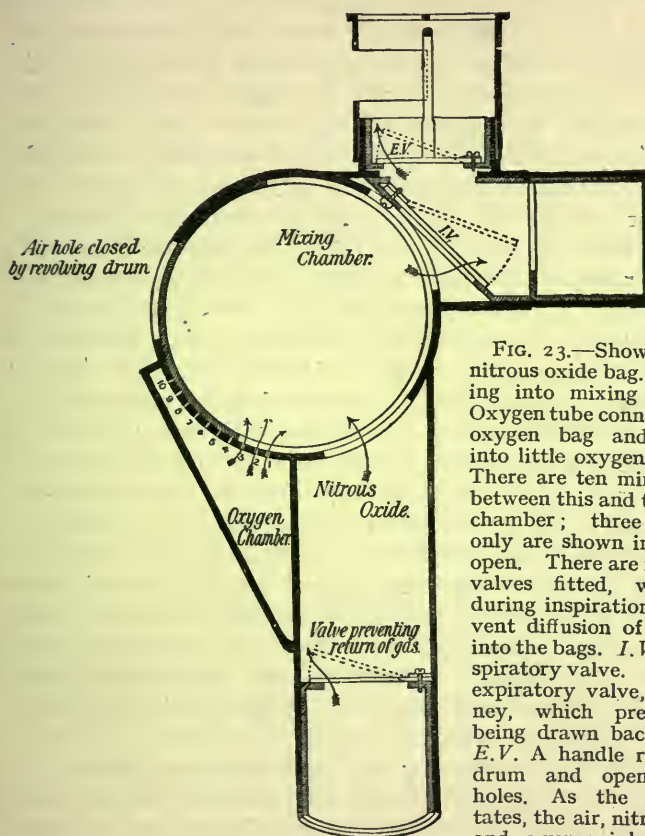 E.V.
Mixing
Chamber.
I.V.
Air hole closed
by revolving drum
10 9 8 7 6 5 4 3 2 1
Nitrous
Oxide.
Oxygen
Chamber.
Valve preventing
return of gas.
FIG. 23.—Show
nitrous oxide bag.
ing into mixing
Oxygen tube conn
oxygen bag and
into little oxygen
There are ten min
between this and t
chamber; three
only are shown in
open. There are
valves fitted, w
during inspiration
vent diffusion of
into the bags. I.V
spiratory valve.
expiratory valve,
ney, which pre
being drawn bac
E.V. A handle r
drum and open
holes. As the
tates, the air, nitr